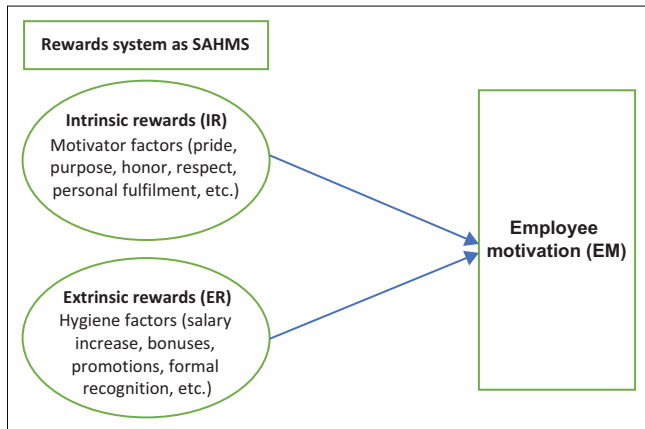 Rewards system as SAHMS
Intrinsic rewards (IR)
Motivator factors (pride,
purpose, honor, respect,
personal fulfilment, etc.)
Employee
motivation (EM)
Extrinsic rewards (ER)
Hygiene factors (salary
increase, bonuses,
promotions, formal
recognition, etc.)